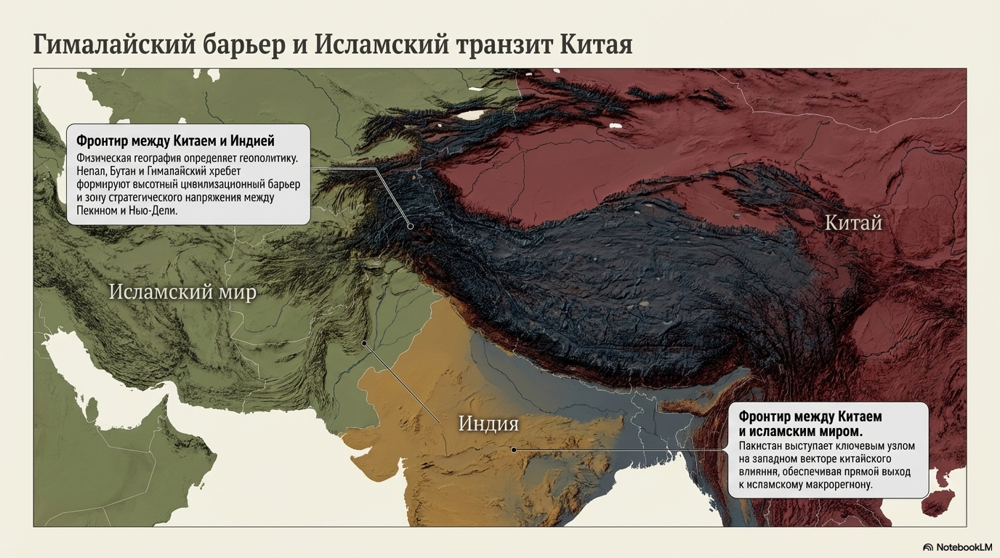 Гималайский барьер и Исламский транзит Китая
Фронтир между Китаем и Индией
Физическая география определяет геополитику.
Непал, Бутан и Гималайский хребет
формируют высотный цивилизационный барьер
и зону стратегического напряжения между
Пекином и Нью-Дели.
Китай
Исламский мир
Индия
Фронтир между Китаем
и исламским миром.
Пакистан выступает ключевым узлом
на западном векторе китайского
влияния, обеспечивая прямой выход
к исламскому макрорегиону.
NotebookLM